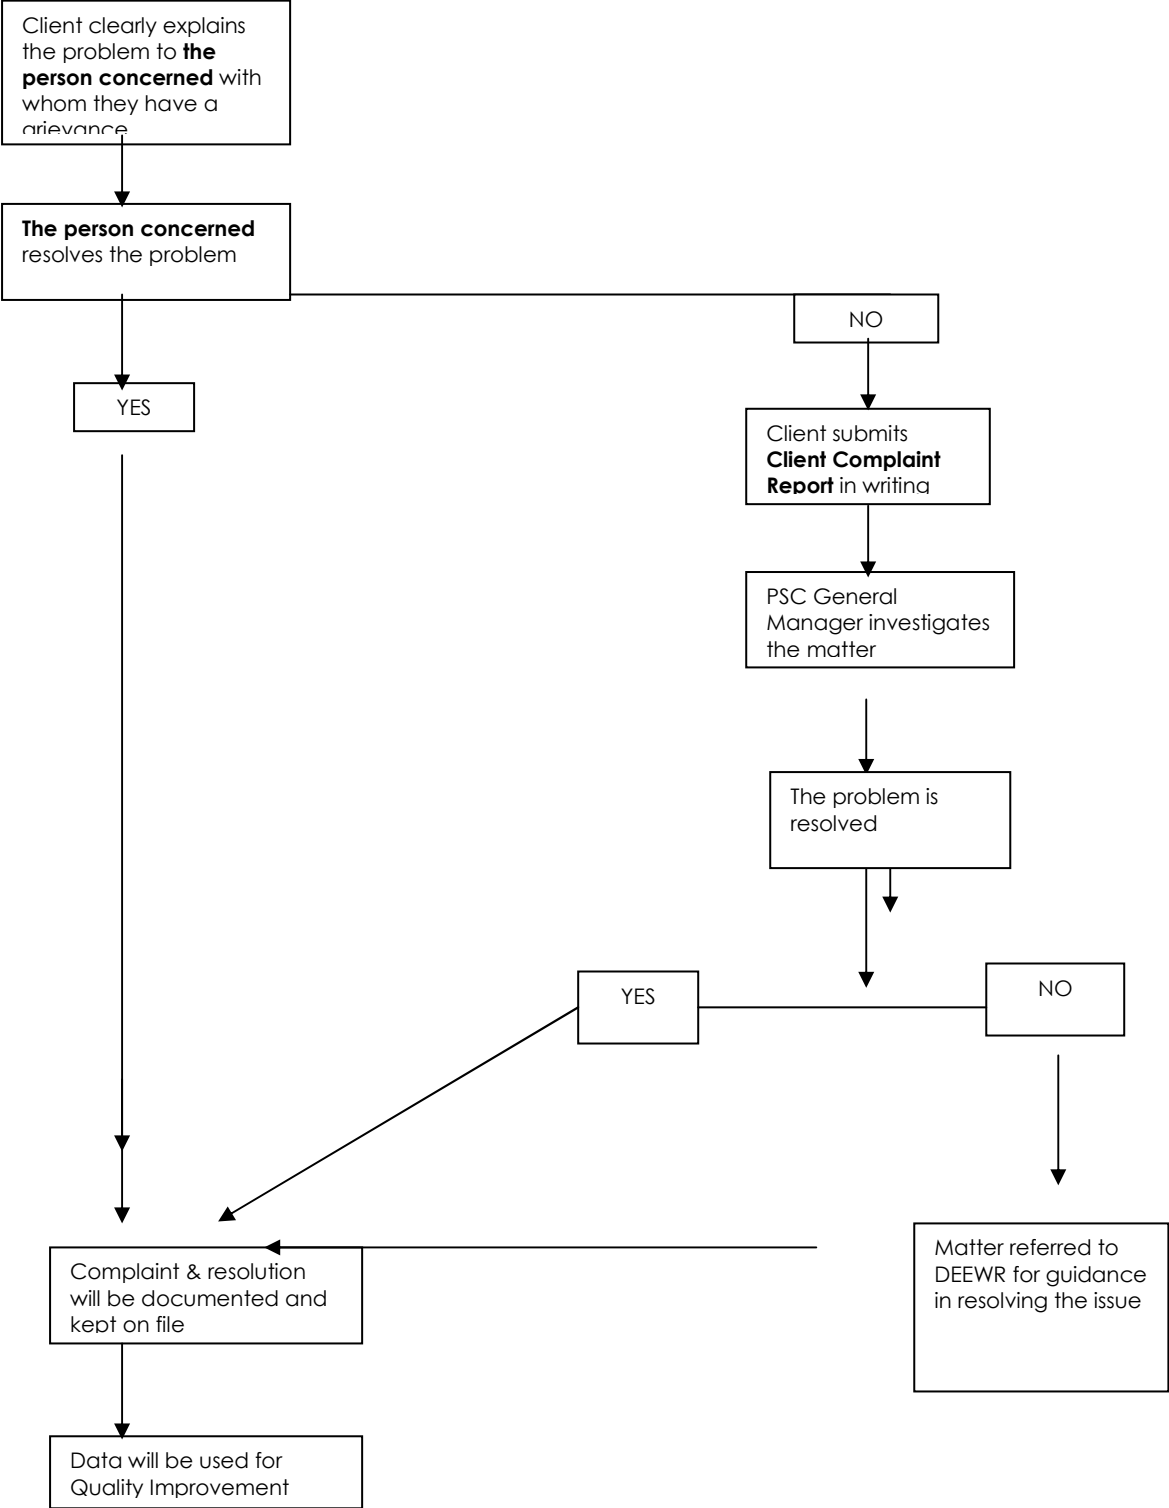 Client clearly explains
the problem to the
person concerned with
whom they have a
grievance
The person concerned
resolves the problem
NO
YES
Client submits
Client Complaint
Report in writing
PSC General
Manager investigates
the matter
The problem is
resolved
YES
NO
Complaint & resolution
will be documented and
kept on file
Matter referred to
DEEWR for guidance
in resolving the issue
Data will be used for
Quality Improvement